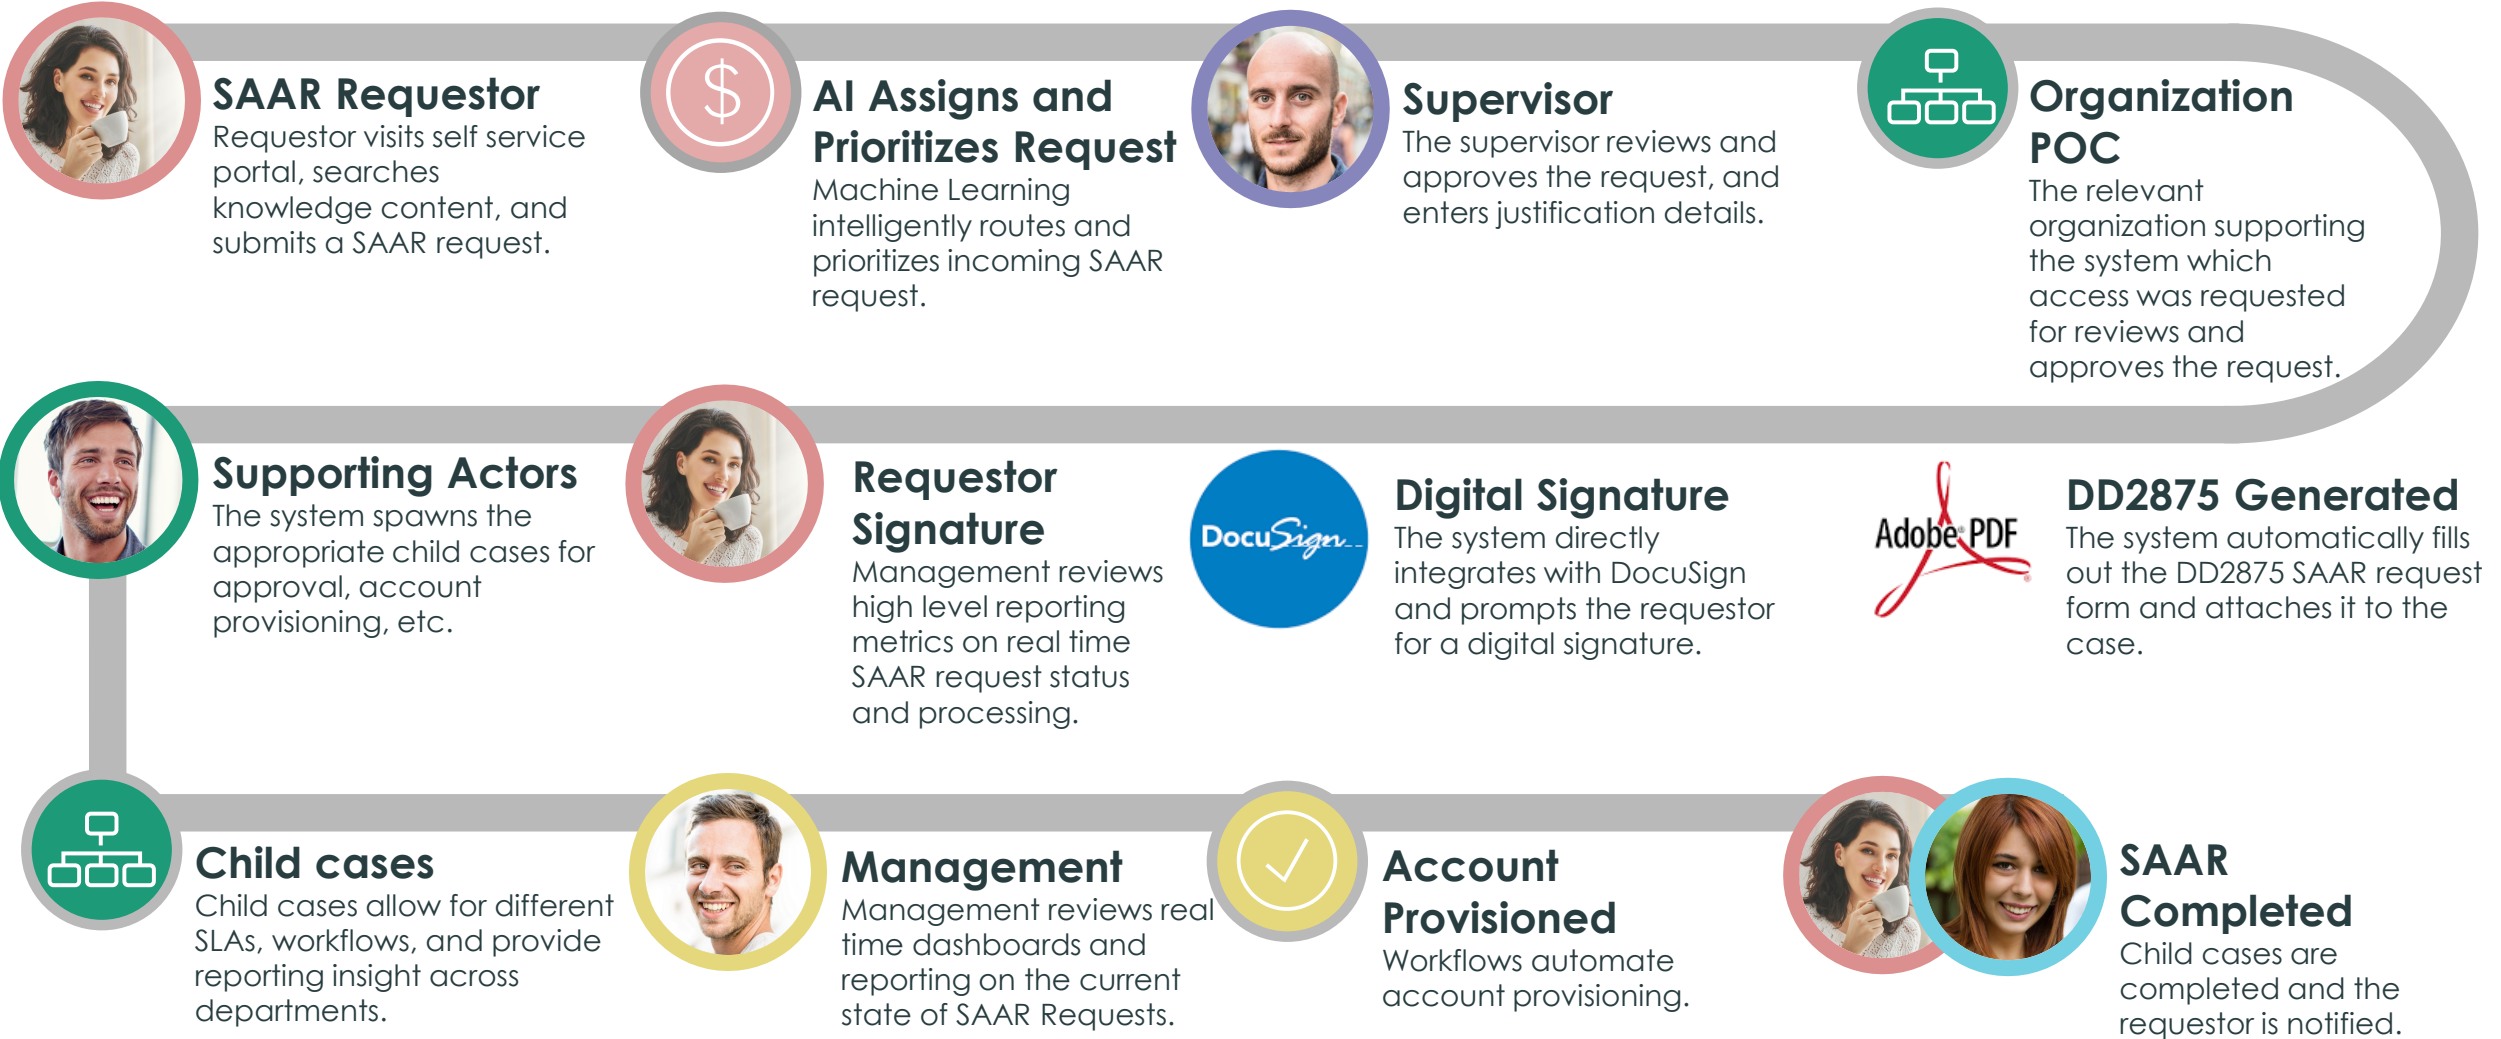 SAAR Requestor
Requestor visits self service
portal, searches
knowledge content, and
submits a SAAR request.
$
AI Assigns and
Prioritizes Request
Machine Learning
intelligently routes and
prioritizes incoming SAAR
request.
Supervisor
The supervisor reviews and
approves the request, and
enters justification details.
Organization
POC
The relevant
organization supporting
the system which
access was requested
for reviews and
approves the request.
Supporting Actors
The system spawns the
appropriate child cases for
approval, account
provisioning, etc.
Requestor
Signature
Management reviews
high level reporting
metrics on real time
SAAR request status
and processing.
DocuSign
Digital Signature
The system directly
integrates with DocuSign
and prompts the requestor
for a digital signature.
Adobe® PDF
DD2875 Generated
The system automatically fills
out the DD2875 SAAR request
form and attaches it to the
case.
Child cases
Child cases allow for different
SLAs, workflows, and provide
reporting insight across
departments.
Management
Management reviews real
time dashboards and
reporting on the current
state of SAAR Requests.
Account
Provisioned
Workflows automate
account provisioning.
SAAR
Completed
Child cases are
completed and the
requestor is notified.